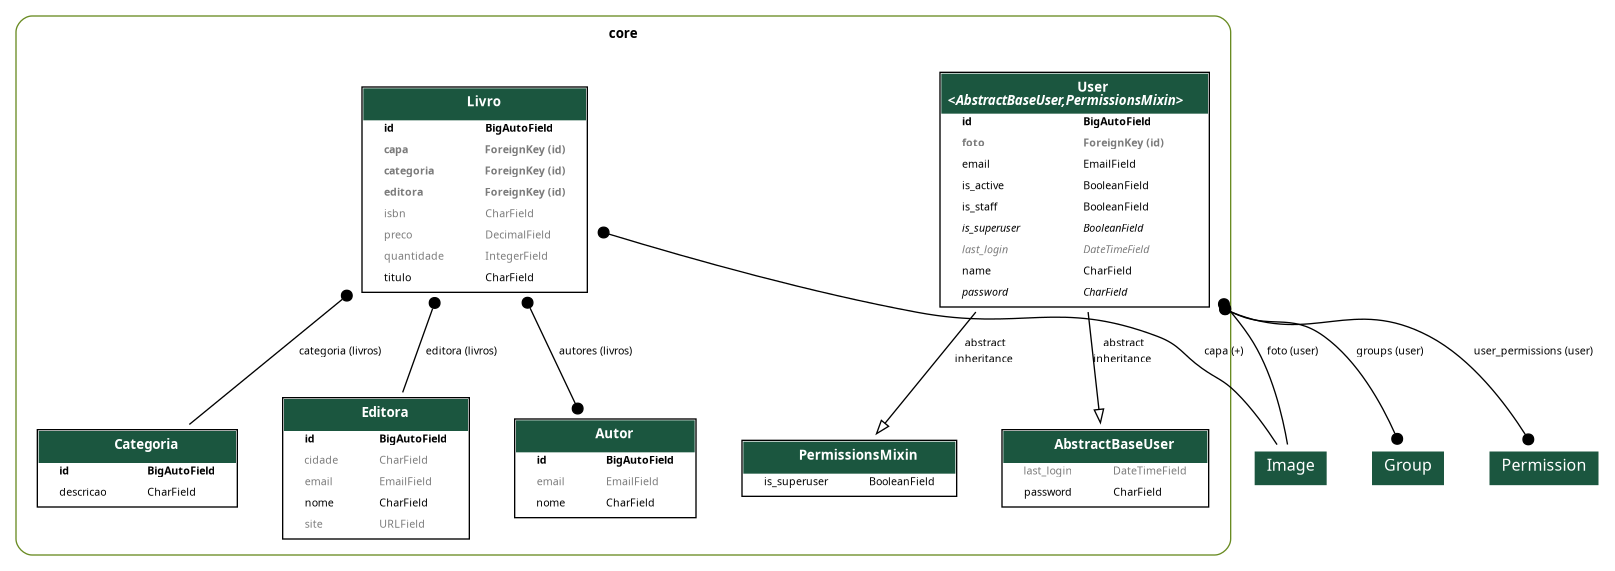 core
Livro
id BigAutoField
capa ForeignKey (id)
categoria ForeignKey (id)
editora ForeignKey (id)
isbn CharField
preco DecimalField
quantidade IntegerField
titulo CharField
User
<AbstractBaseUser,PermissionsMixin>
id BigAutoField
foto ForeignKey (id)
email EmailField
is_active BooleanField
is_staff BooleanField
is_superuser BooleanField
last_login DateTimeField
name CharField
password CharField
categoria (livros)
editora (livros)
autores (livros)
abstract
inheritance
abstract
inheritance
capa (+)
foto (user)
groups (user)
user_permissions (user)
Categoria
id BigAutoField
descricao CharField
Editora
id BigAutoField
cidade CharField
email EmailField
nome CharField
site URLField
Autor
id BigAutoField
email EmailField
nome CharField
PermissionsMixin
is_superuser BooleanField
AbstractBaseUser
last_login DateTimeField
password CharField
Image
Group
Permission